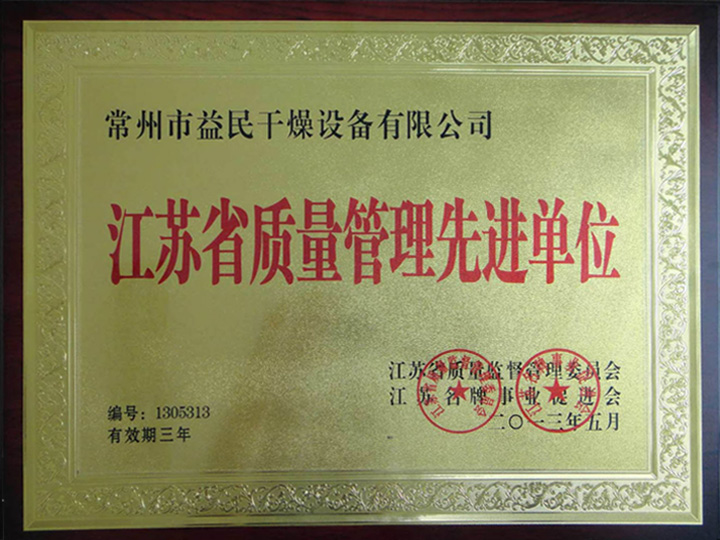 常州市益民干燥设备有限公司
江苏省质量管理先进单位
江苏省质量监督管理委员会
江苏名牌事业促进会
二〇一三年五月
编号：1305313
有效期三年